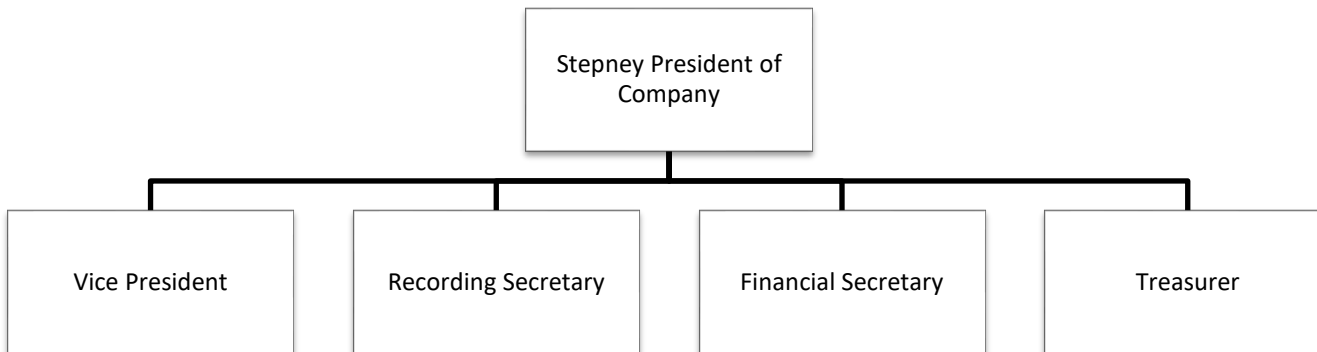 Stepney President of
Company
Vice President
Recording Secretary
Financial Secretary
Treasurer